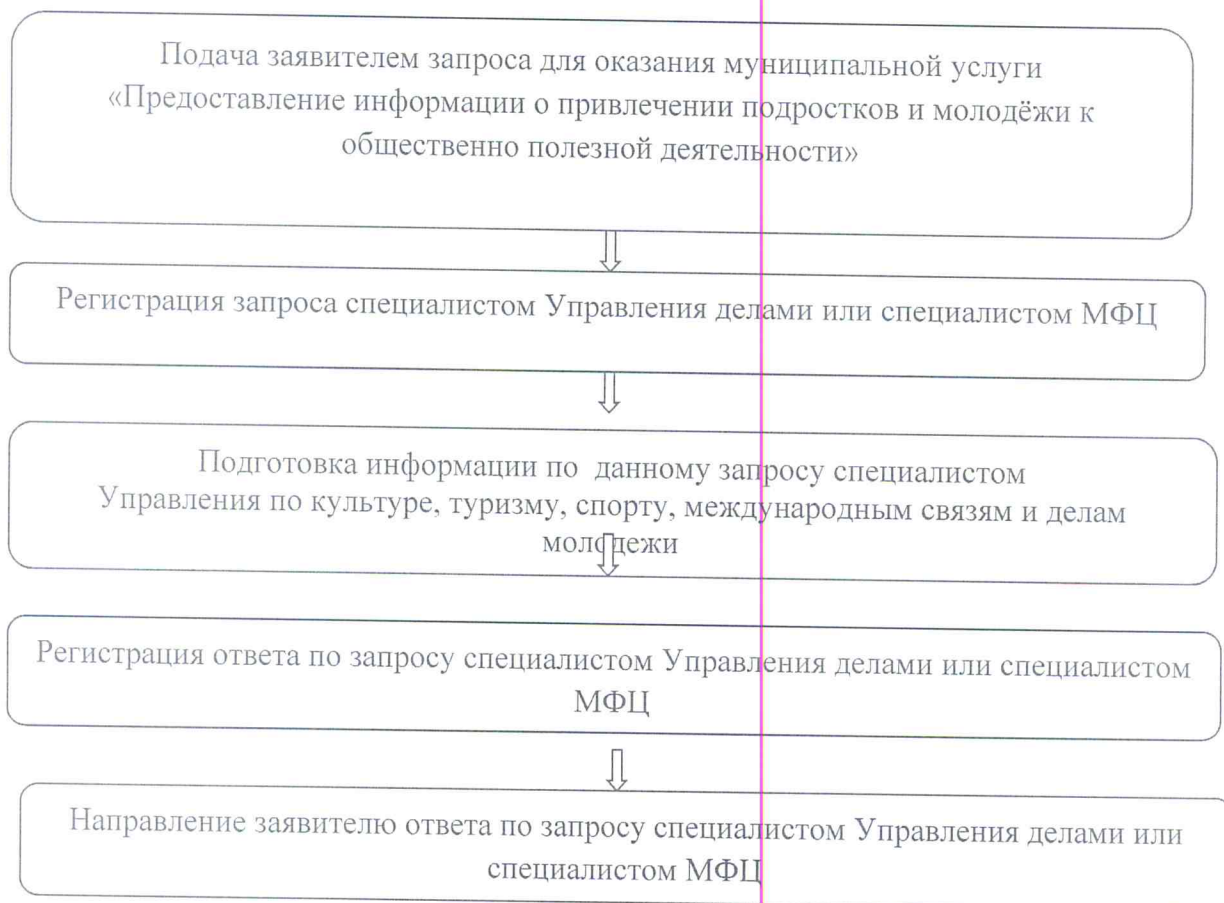 Подача заявителем запроса для оказания муниципальной услуги
«Предоставление информации о привлечении подростков и молодёжи к
общественно полезной деятельности»
Регистрация запроса специалистом Управления делами или специалистом МФЦ
Подготовка информации по данному запросу специалистом
Управления по культуре, туризму, спорту, международным связям и делам
молодежи
Регистрация ответа по запросу специалистом Управления делами или специалистом
МФЦ
Направление заявителю ответа по запросу специалистом Управления делами или
специалистом МФЦ